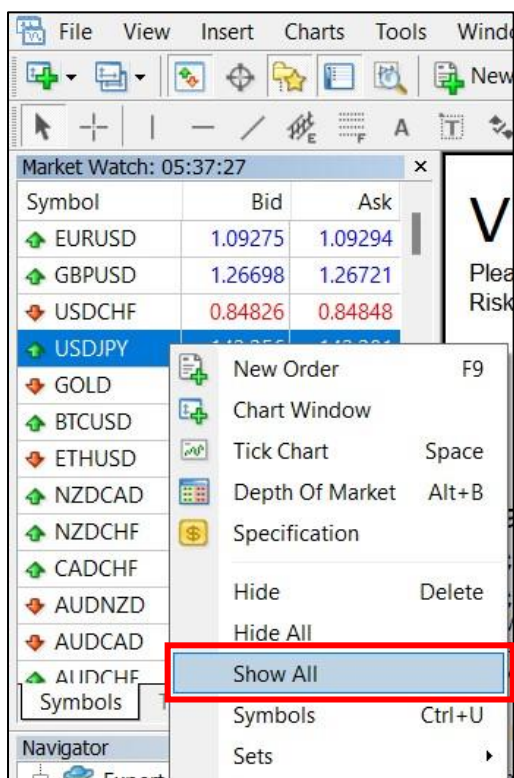 File View Insert Charts Tools
New
E F A T
Market Watch: 05:37:27
Symbol Bid Ask
EURUSD 1.09275 1.09294
GBPUSD 1.26698 1.26721
USDCHF 0.84826 0.84848
USDJPY
GOLD
BTCUSD
ETHUSD
NZDCAD
NZDCHF
CADCHF
AUDNZD
AUDCAD
AUDCHF
Symbols
Navigator
New Order F9
Chart Window
Tick Chart Space
Depth Of Market Alt+B
Specification
Hide Delete
Hide All
Show All
Symbols Ctrl+U
Sets
V
Plea
Risk